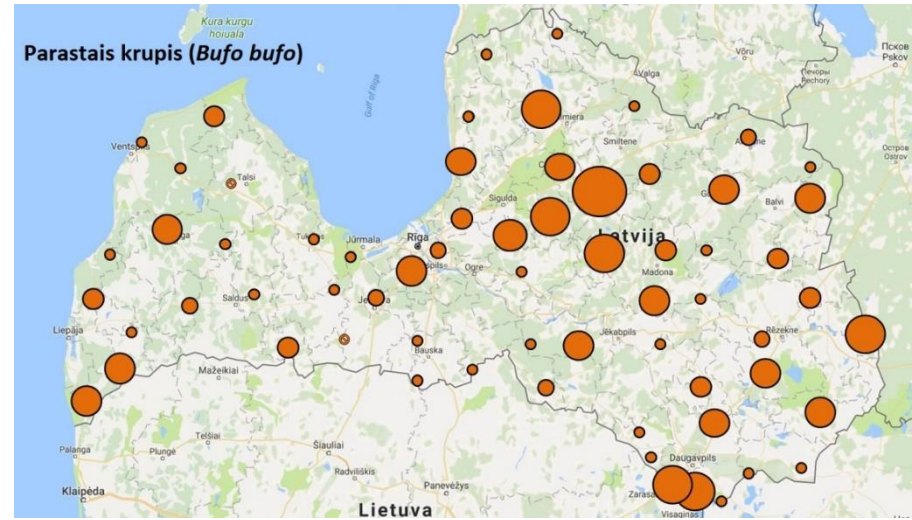 Kura kurgu
hoiuala
Parastais krupis (Bufo bufo)
Võru
Псков
Pskov
Valga
Печоры
Pechory
Gulf of Riga
Остров
Ostrov
Smiltene
Ventspils
Talsi
Balvi
Sigulda
Rīga
Latvija
Jūrmala
Ogre
Madona
Saldus
Liepāja
Jēkabpils
Rēzekne
Bauska
Mažeikiai
Telšiai
Palanga
Plungė
Šiauliai
Daugavpils
Radviliškis
Klaipėda
Panevėžys
Zarasai
Lietuva
Visaginas